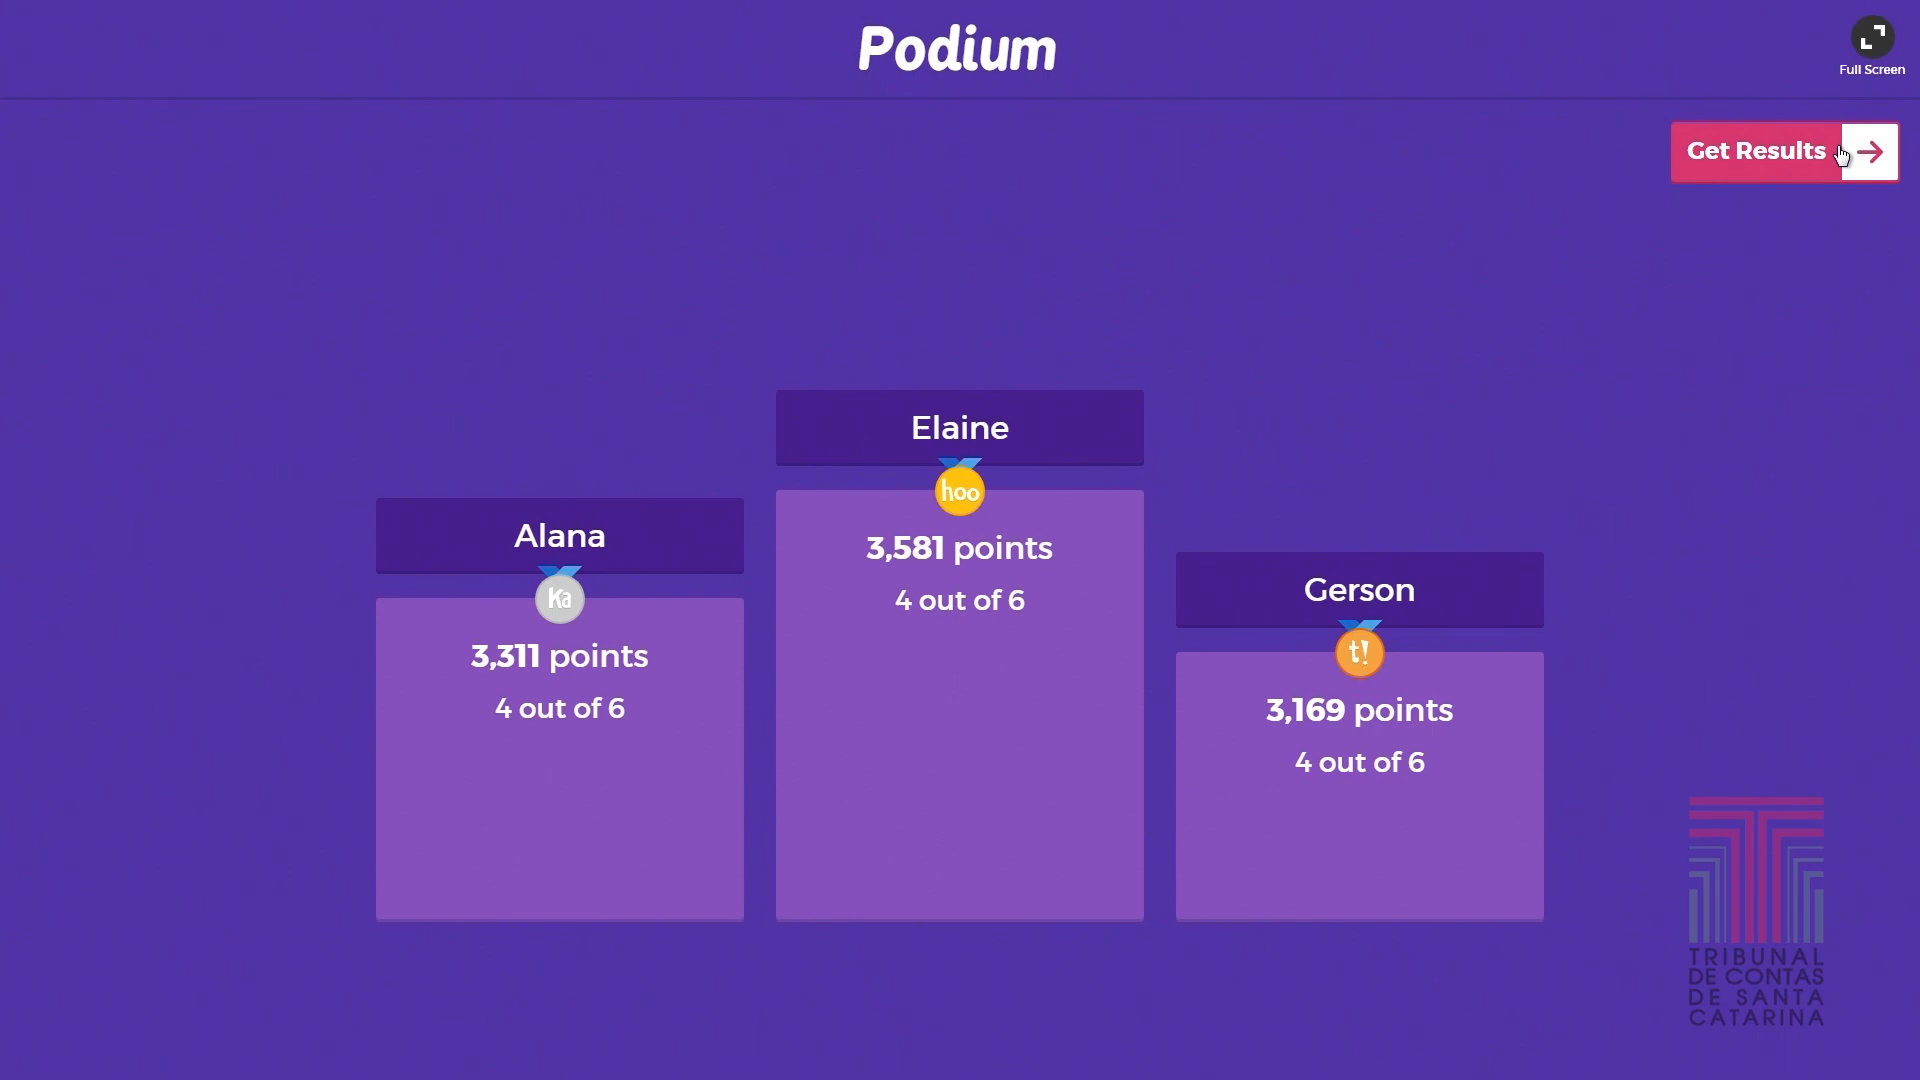 Podium
Full Screen
Get Results
Elaine
hoo
3,581 points
4 out of 6
Alana
Ka
3,311 points
4 out of 6
Gerson
t!
3,169 points
4 out of 6
TRIBUNAL
DE CONTAS
DE SANTA
CATARINA